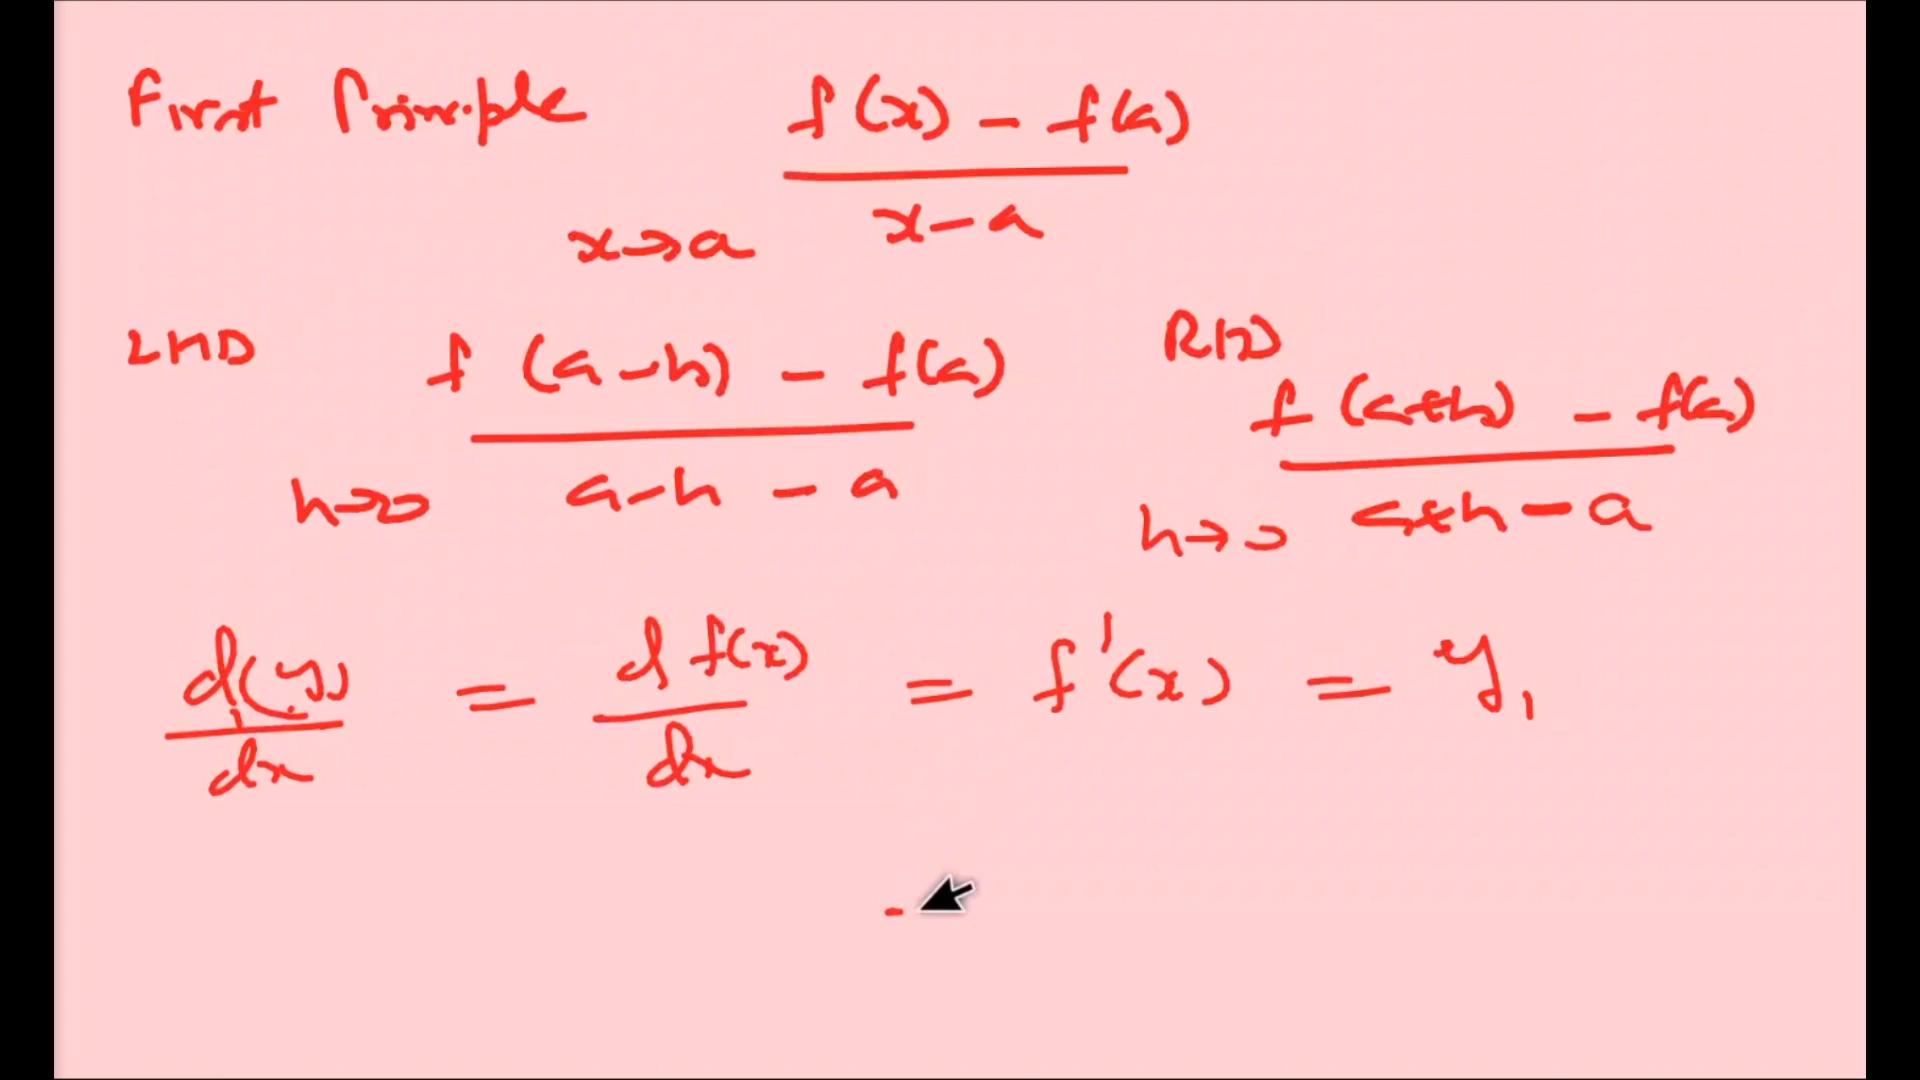 First Principle f(x) - f(a)
x→a x-a
LHD f (a-h) - f(a) RHD f (a+h) - f(a)
h→0 a-h - a h→0 a+h - a
d(y) = d f(x) = f'(x) = y₁
dx dx